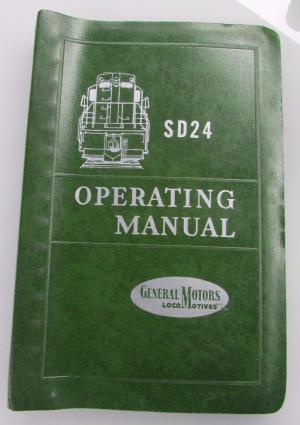 SD24
OPERATING
MANUAL
GENERAL MOTORS
LOCOMOTIVES